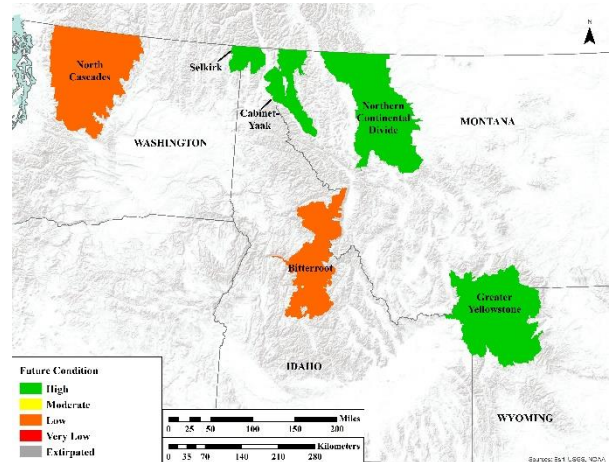 N
North
Cascades
Selkirk
Cabinet-
Yaak
Northern
Continental
Divide
MONTANA
WASHINGTON
Bitterroot
Greater
Yellowstone
IDAHO
WYOMING
Future Condition
High
Moderate
Low
Very Low
Extirpated
Miles
0 25 50 100 150 200
Kilometers
0 35 70 140 210 280
Sources: Esri, USGS, NOAA